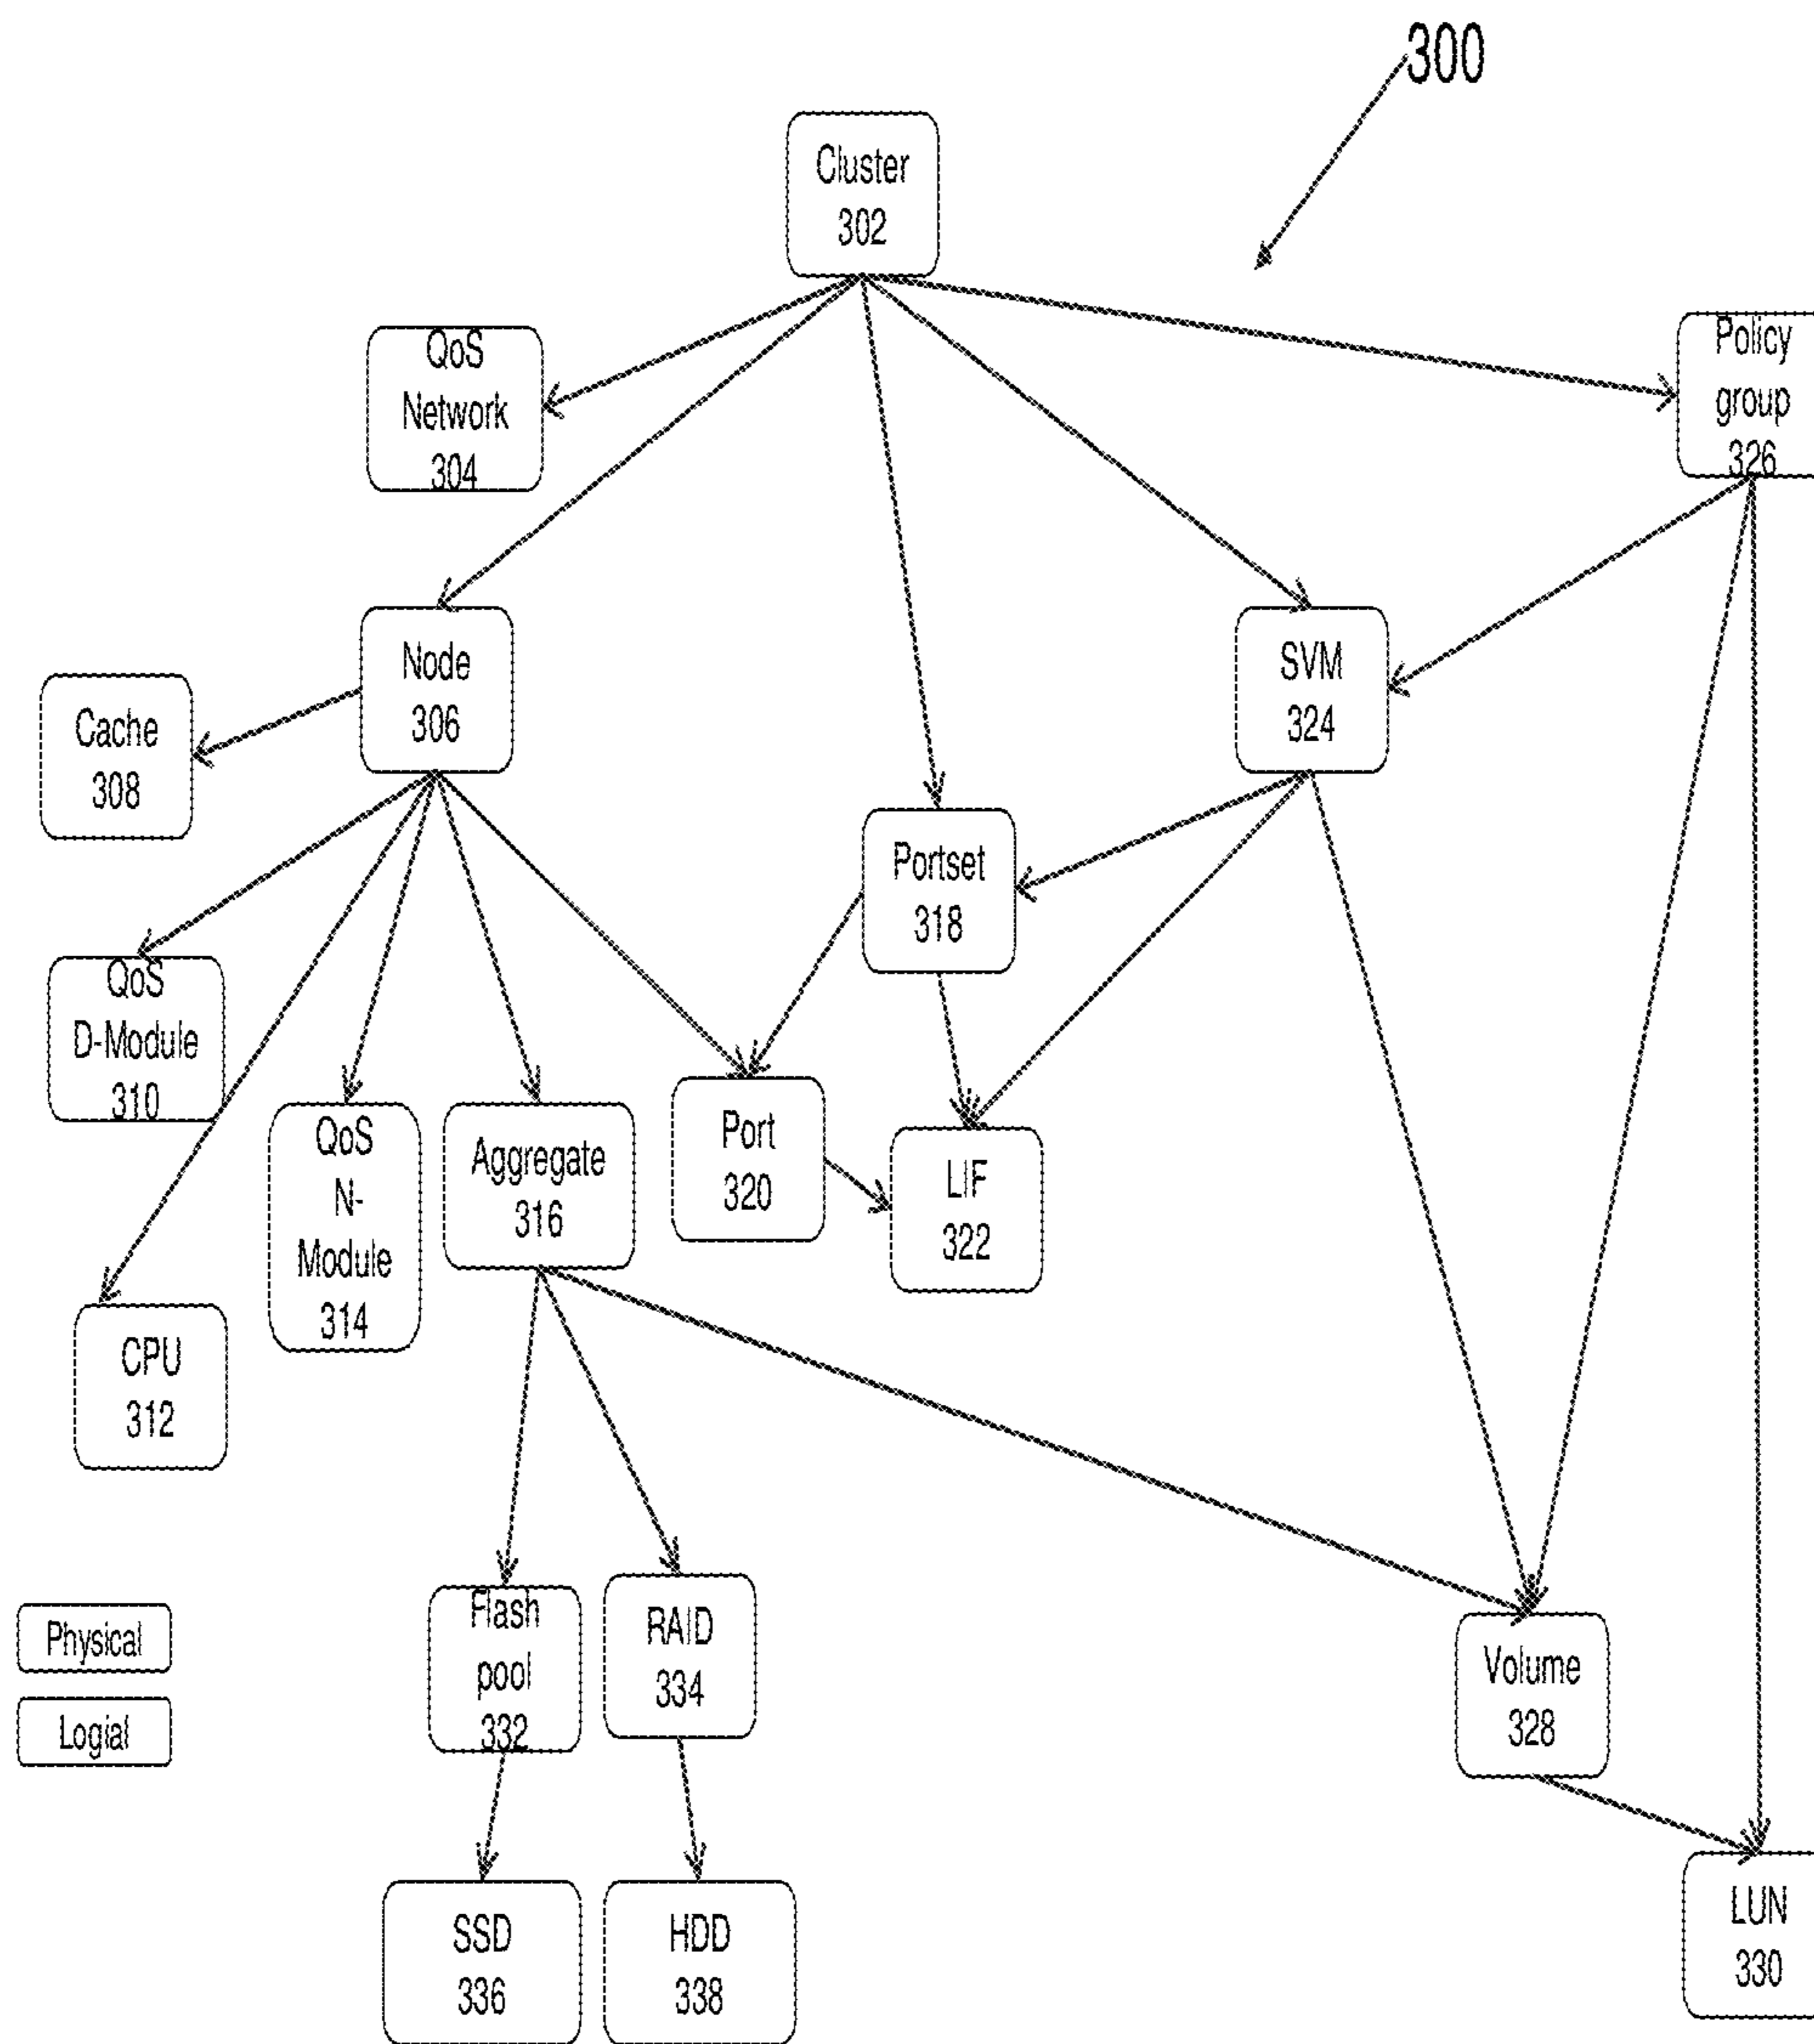 300
Cluster
302
QoS
Network
304
Policy
group
326
Node
306
SVM
324
Cache
308
Portset
318
QoS
D-Module
310
QoS
N-
Module
314
Aggregate
316
Port
320
LIF
322
CPU
312
Flash
pool
332
RAID
334
Physical
Logial
Volume
328
SSD
336
HDD
338
LUN
330